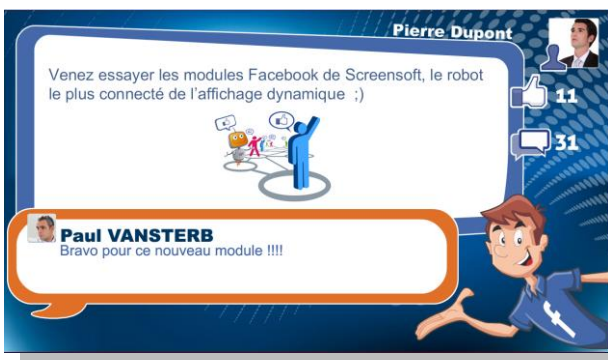 Pierre Dupont
Venez essayer les modules Facebook de Screensoft, le robot
le plus connecté de l'affichage dynamique ;)
11
31
Paul VANSTERB
Bravo pour ce nouveau module !!!!
f